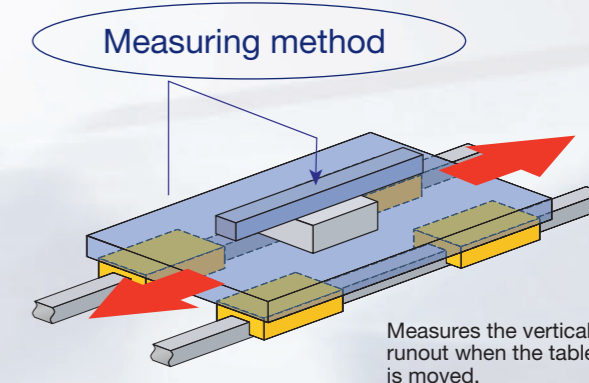 Measuring method
Measures the vertical
runout when the table
is moved.